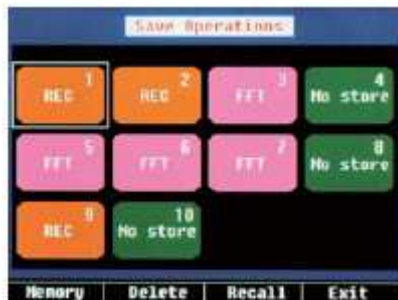 Save Operations
1 2 3 4
REC REC FFT No store
5 6 7 8
FFT FFT FFT No store
9 10
REC No store
Memory Delete Recall Exit